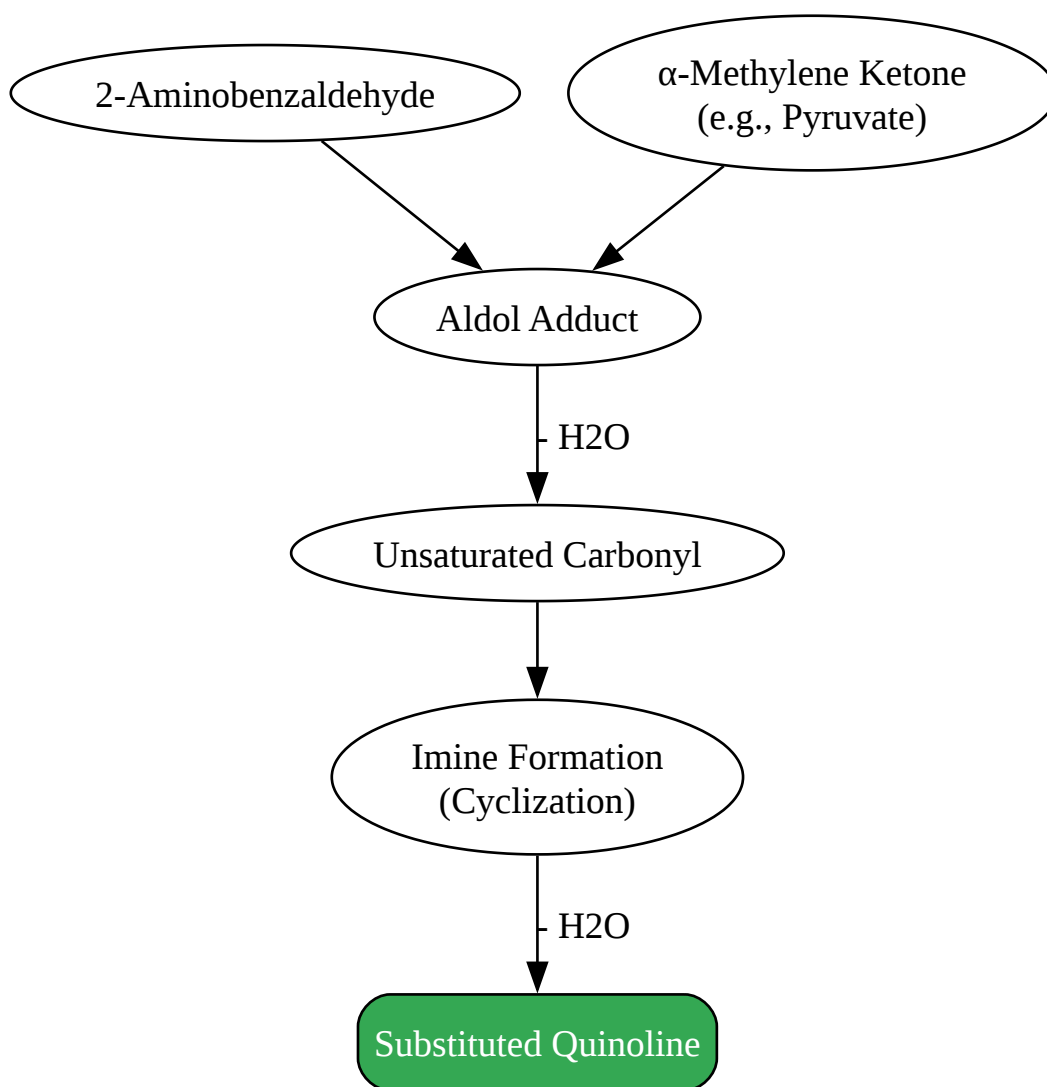 2-Aminobenzaldehyde
α-Methylene Ketone
(e.g., Pyruvate)
Aldol Adduct
- H2O
Unsaturated Carbonyl
Imine Formation
(Cyclization)
- H2O
Substituted Quinoline